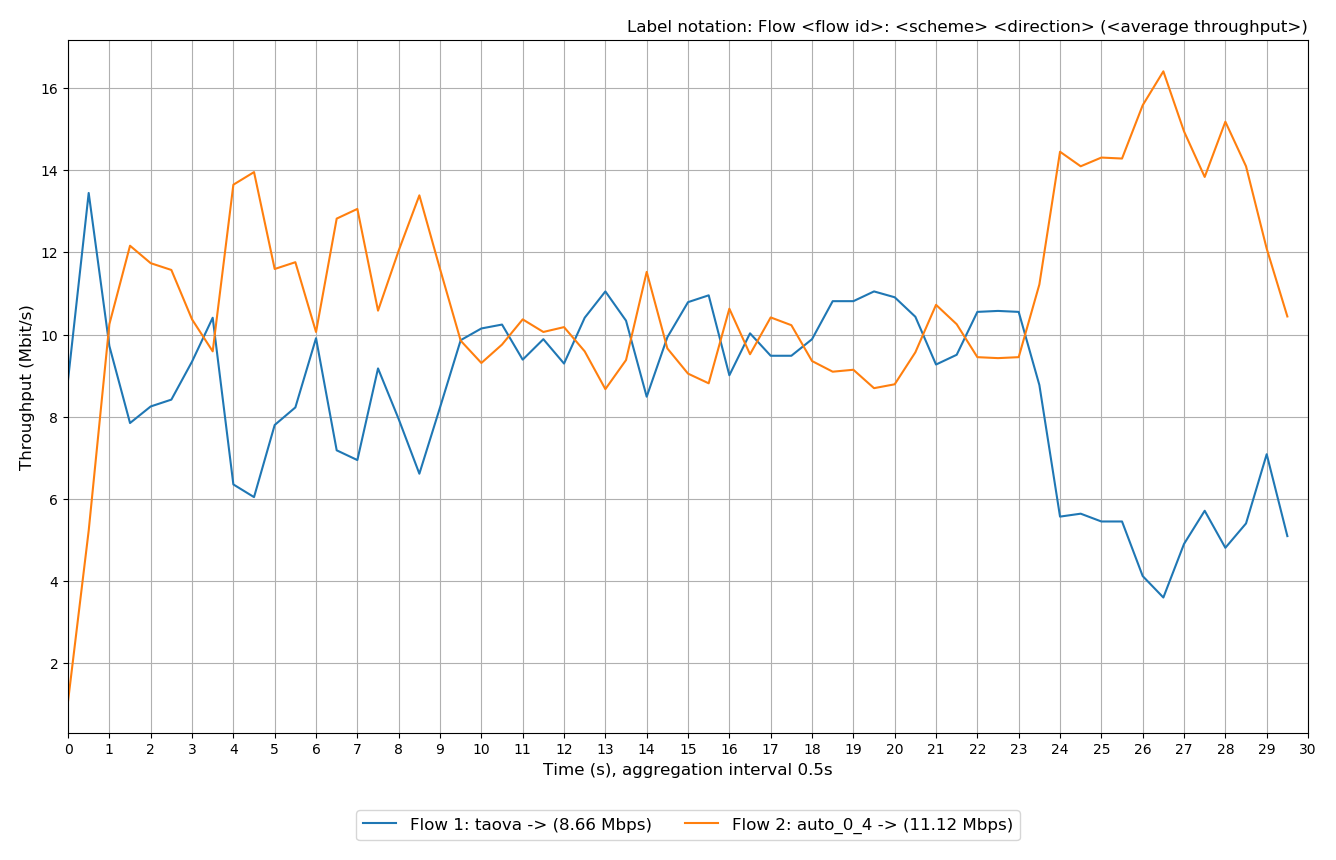 Label notation: Flow <flow id>: <scheme> <direction> (<average throughput>)
16
14
12
10
8
6
4
2
Throughput (Mbit/s)
0 1 2 3 4 5 6 7 8 9 10 11 12 13 14 15 16 17 18 19 20 21 22 23 24 25 26 27 28 29 30
Time (s), aggregation interval 0.5s
Flow 1: taova -> (8.66 Mbps) Flow 2: auto_0_4 -> (11.12 Mbps)